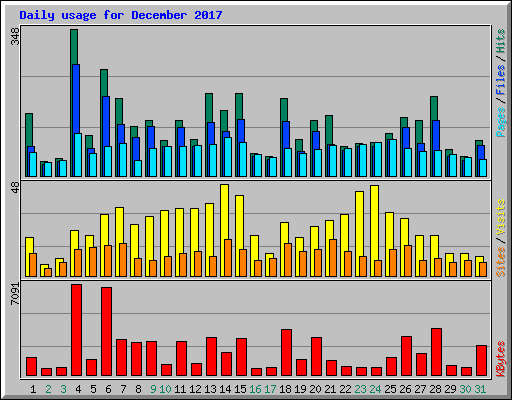 Daily usage for December 2017
348
Pages / Files / Hits
48
Sites / Visits
7091
KBytes
1 2 3 4 5 6 7 8 9 10 11 12 13 14 15 16 17 18 19 20 21 22 23 24 25 26 27 28 29 30 31